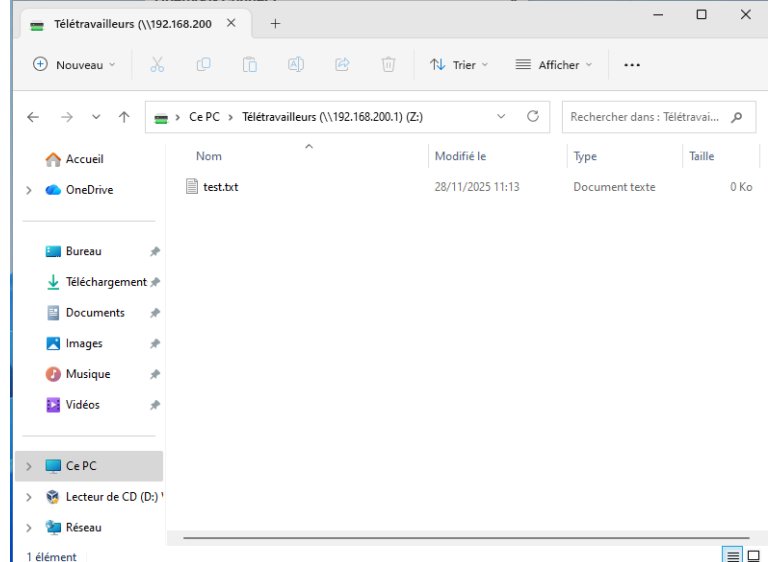 Télétravailleurs (\\192.168.200
Nouveau
Trier
Afficher
Ce PC > Télétravailleurs (\\192.168.200.1) (Z:)
Rechercher dans : Télétravai...
Accueil
OneDrive
Bureau
Téléchargement
Documents
Images
Musique
Vidéos
Ce PC
Lecteur de CD (D:)
Réseau
Nom Modifié le Type Taille
test.txt 28/11/2025 11:13 Document texte 0 Ko
1 élément